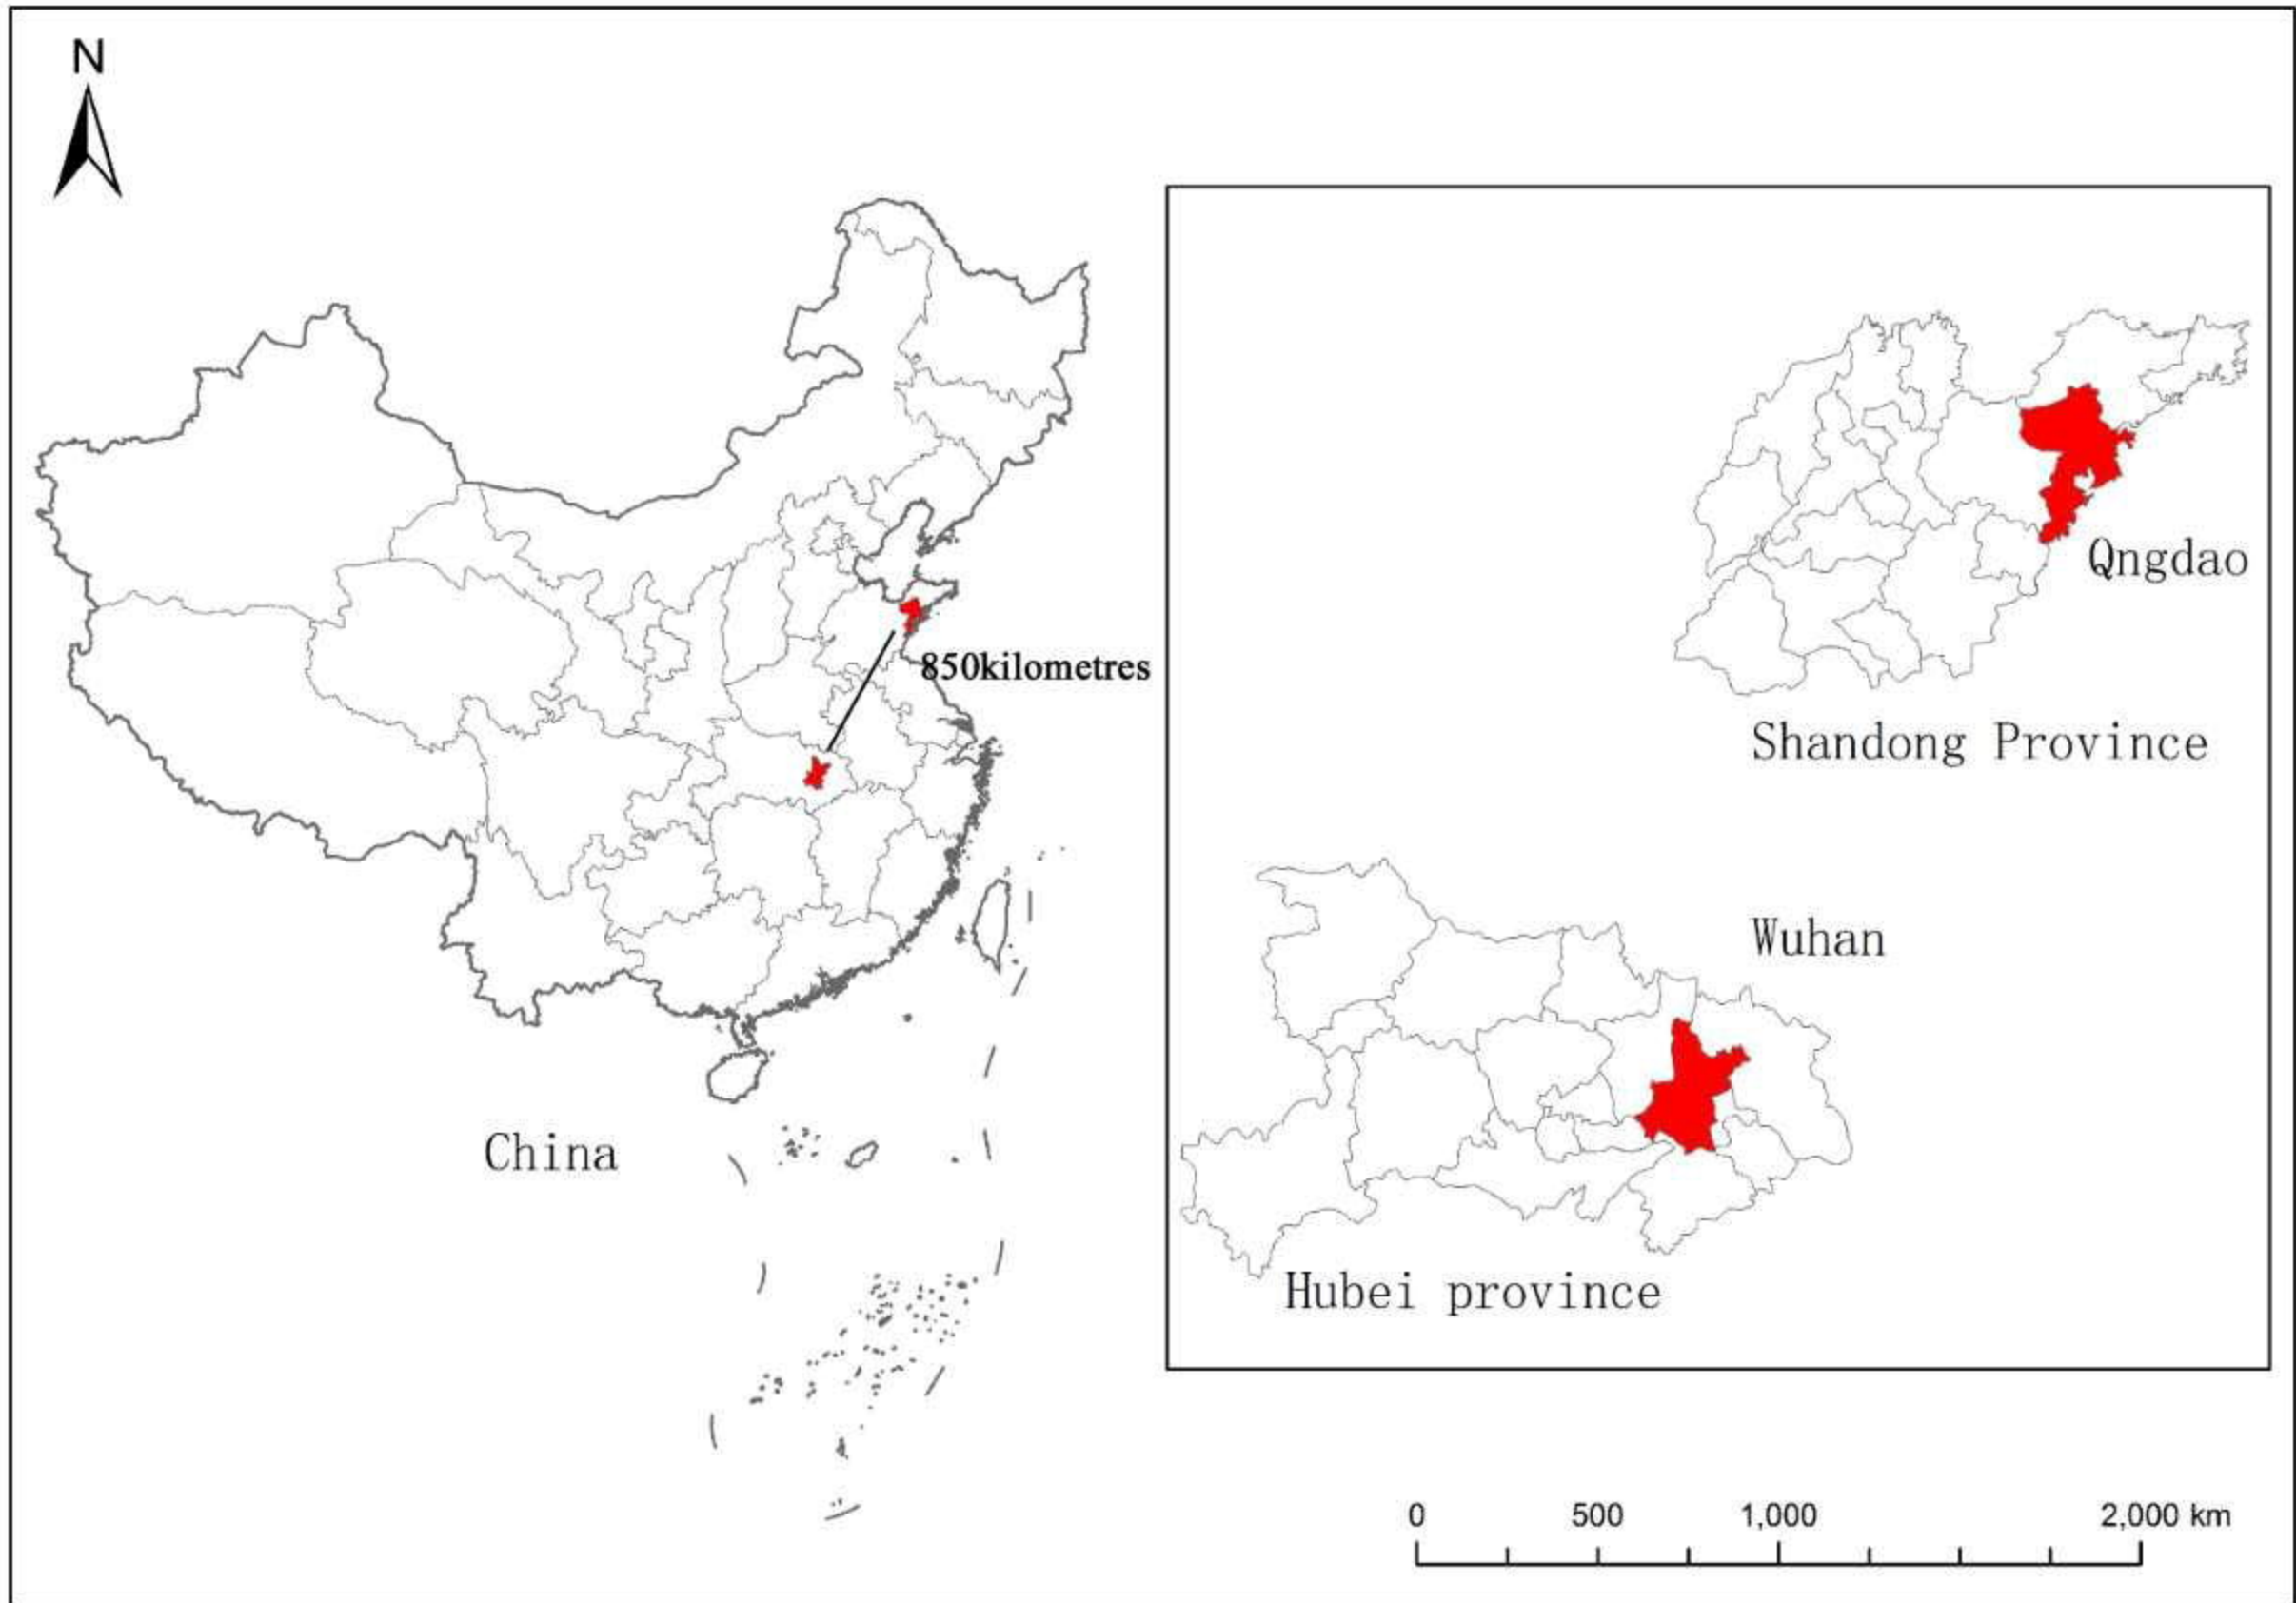 N
850kilometres
China
Qngdao
Shandong Province
Wuhan
Hubei province
0 500 1,000 2,000 km